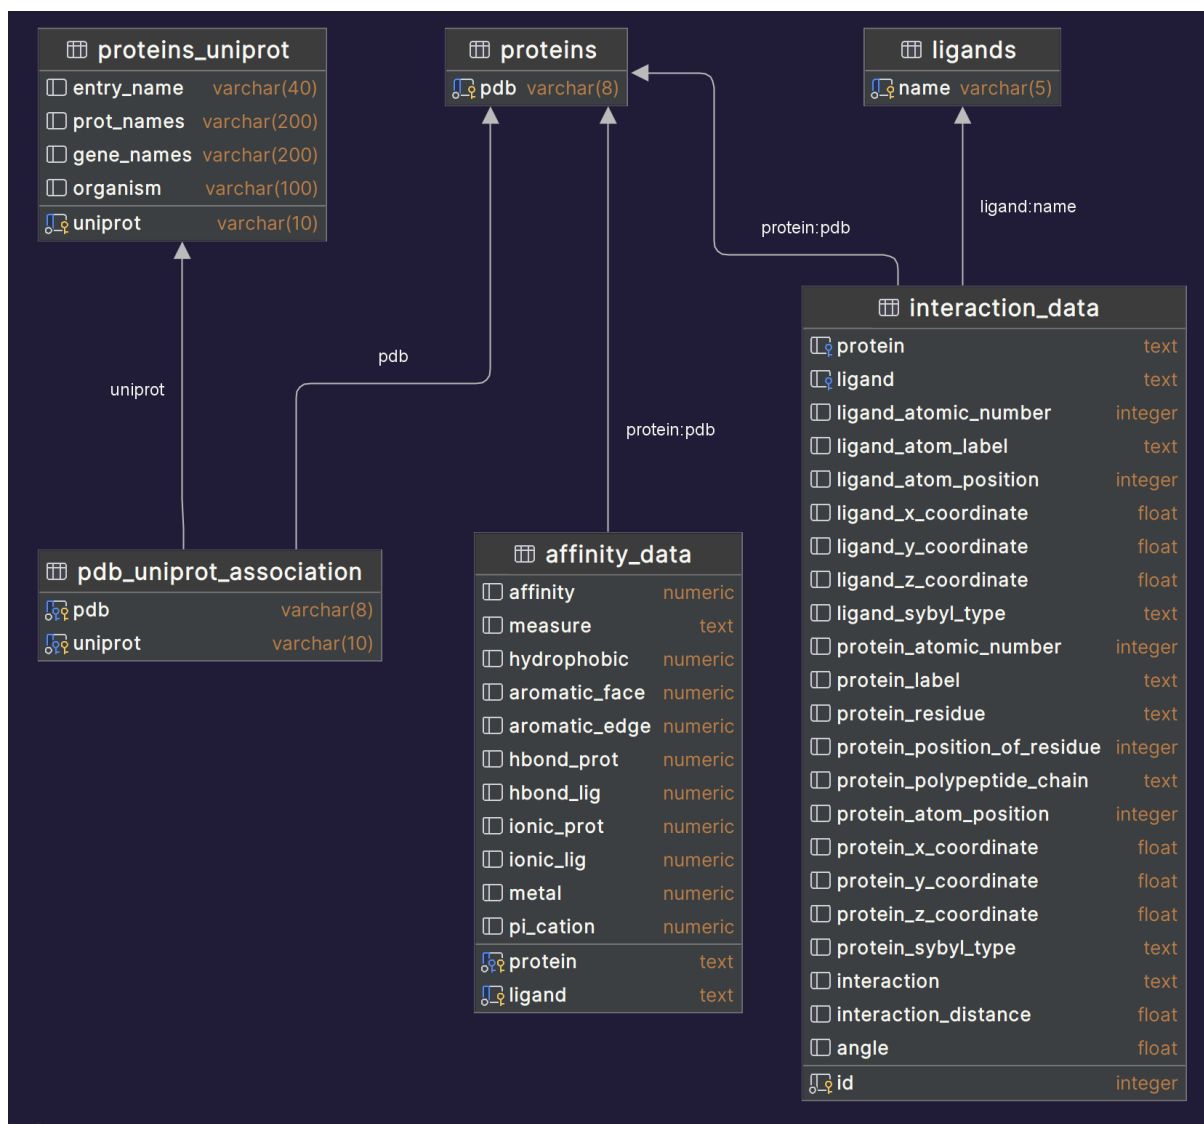 proteins_uniprot
entry_name varchar(40)
prot_names varchar(200)
gene_names varchar(200)
organism varchar(100)
uniprot varchar(10)
proteins
pdb varchar(8)
ligands
name varchar(5)
ligand:name
protein:pdb
pdb
uniprot
protein:pdb
pdb_uniprot_association
pdb varchar(8)
uniprot varchar(10)
affinity_data
affinity numeric
measure text
hydrophobic numeric
aromatic_face numeric
aromatic_edge numeric
hbond_prot numeric
hbond_lig numeric
ionic_prot numeric
ionic_lig numeric
metal numeric
pi_cation numeric
protein text
ligand text
interaction_data
protein text
ligand text
ligand_atomic_number integer
ligand_atom_label text
ligand_atom_position integer
ligand_x_coordinate float
ligand_y_coordinate float
ligand_z_coordinate float
ligand_sybyl_type text
protein_atomic_number integer
protein_label text
protein_residue text
protein_position_of_residue integer
protein_polypeptide_chain text
protein_atom_position integer
protein_x_coordinate float
protein_y_coordinate float
protein_z_coordinate float
protein_sybyl_type text
interaction text
interaction_distance float
angle float
id integer